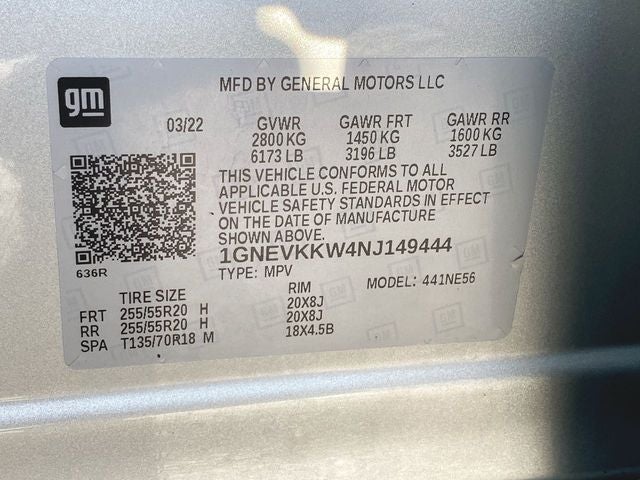 gm
MFD BY GENERAL MOTORS LLC
03/22 GVWR GAWR FRT GAWR RR
2800 KG 1450 KG 1600 KG
6173 LB 3196 LB 3527 LB
THIS VEHICLE CONFORMS TO ALL
APPLICABLE U.S. FEDERAL MOTOR
VEHICLE SAFETY STANDARDS IN EFFECT
ON THE DATE OF MANUFACTURE
SHOWN ABOVE.
1GNEVKKW4NJ149444
636R
TYPE: MPV MODEL: 441NE56
TIRE SIZE RIM
FRT 255/55R20 H 20X8J
RR 255/55R20 H 20X8J
SPA T135/70R18 M 18X4.5B